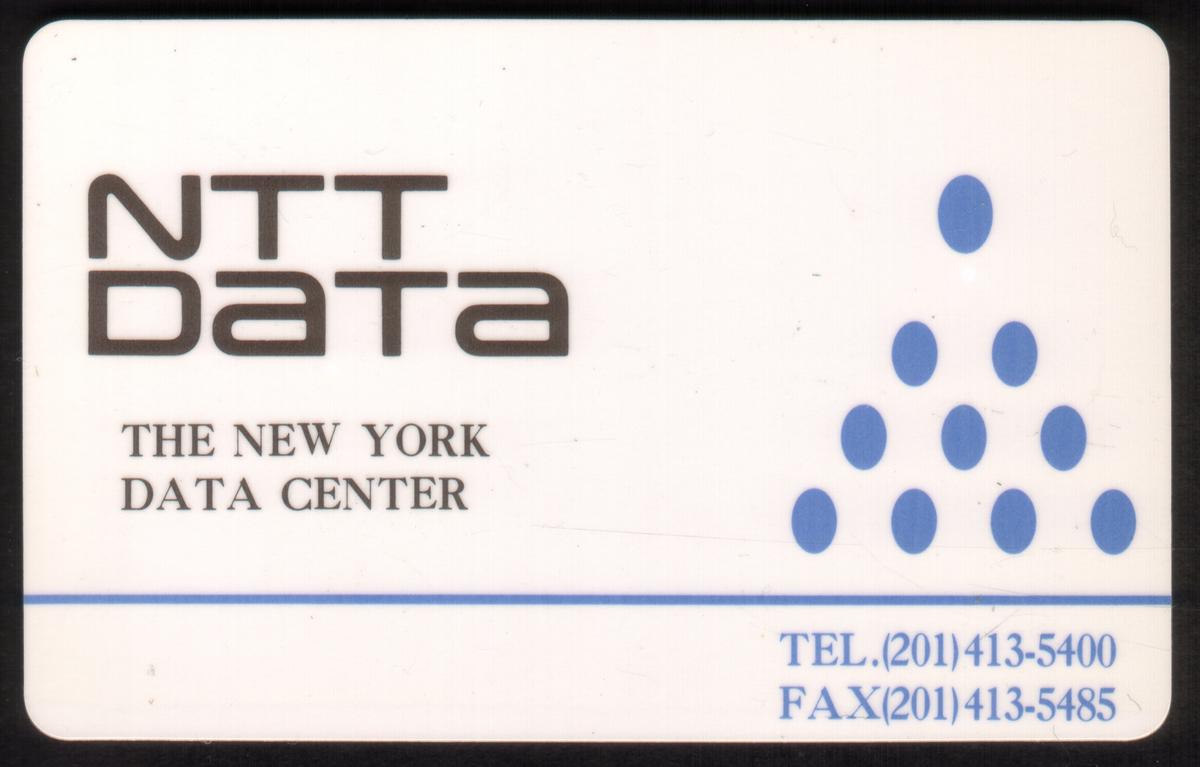 NTT
DaTa
THE NEW YORK
DATA CENTER
TEL.(201)413-5400
FAX(201)413-5485